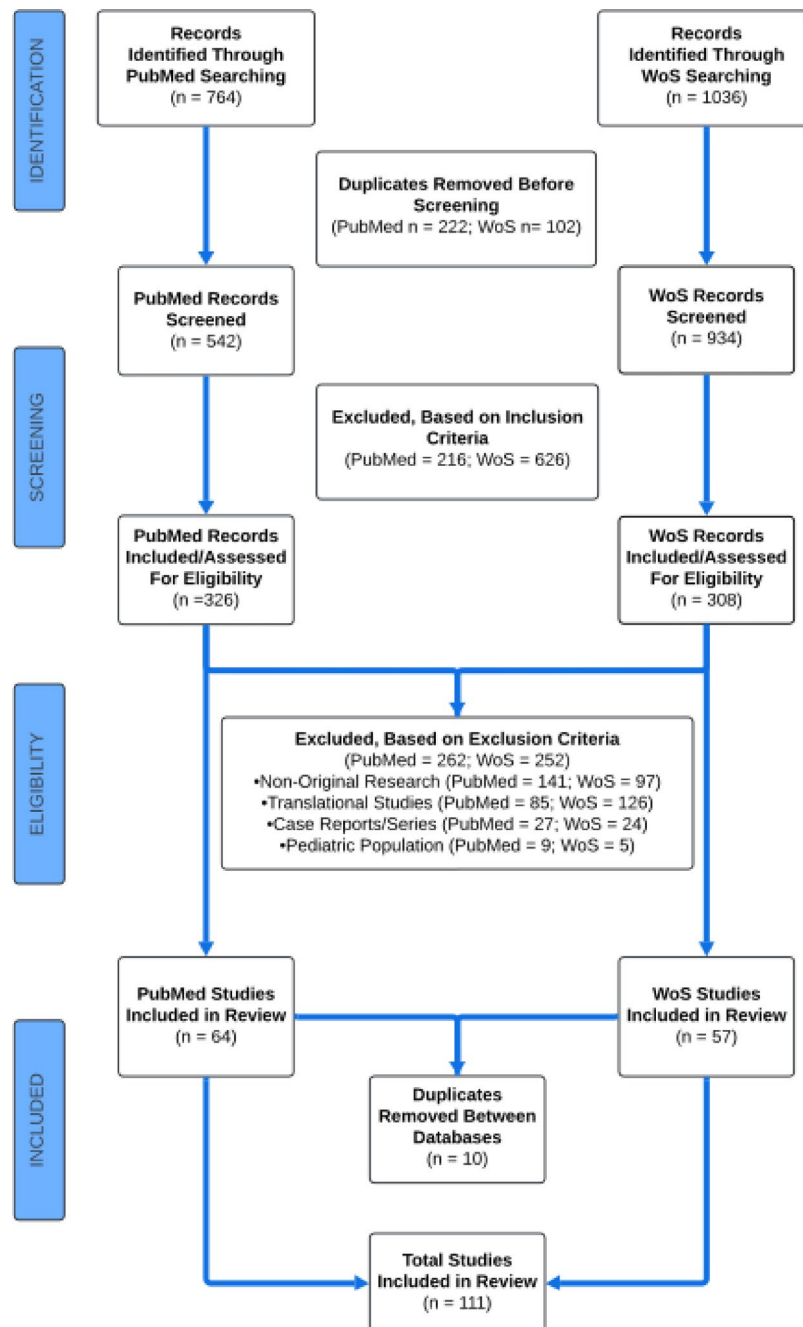 IDENTIFICATION
Records
Identified Through
PubMed Searching
(n = 764)
Records
Identified Through
WoS Searching
(n = 1036)
Duplicates Removed Before
Screening
(PubMed n = 222; WoS n= 102)
PubMed Records
Screened
(n = 542)
WoS Records
Screened
(n = 934)
SCREENING
Excluded, Based on Inclusion
Criteria
(PubMed = 216; WoS = 626)
PubMed Records
Included/Assessed
For Eligibility
(n =326)
WoS Records
Included/Assessed
For Eligibility
(n = 308)
ELIGIBILITY
Excluded, Based on Exclusion Criteria
(PubMed = 262; WoS = 252)
•Non-Original Research (PubMed = 141; WoS = 97)
•Translational Studies (PubMed = 85; WoS = 126)
•Case Reports/Series (PubMed = 27; WoS = 24)
•Pediatric Population (PubMed = 9; WoS = 5)
PubMed Studies
Included in Review
(n = 64)
WoS Studies
Included in Review
(n = 57)
INCLUDED
Duplicates
Removed Between
Databases
(n = 10)
Total Studies
Included in Review
(n = 111)